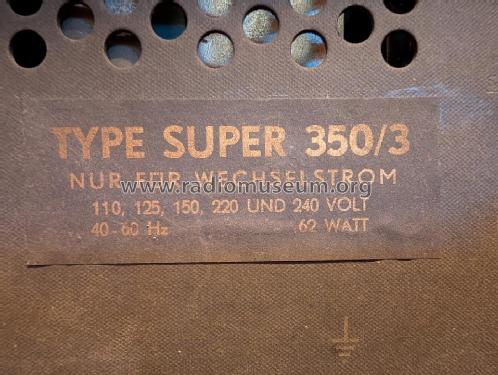 TYPE SUPER 350/3
NUR FÜR WECHSELSTROM
www.radiomuseum.org
110, 125, 150, 220 UND 240 VOLT
40-60 Hz 62 WATT